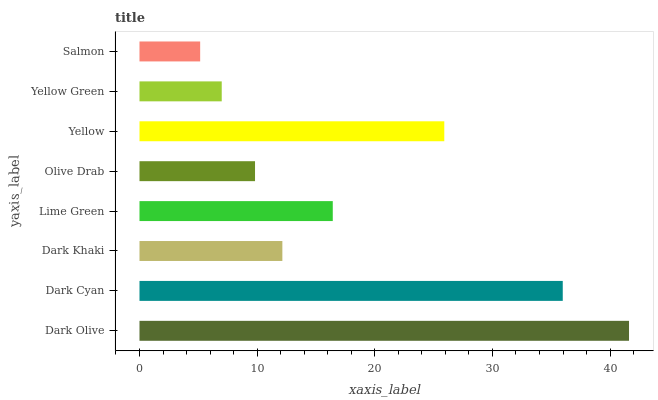 title
Salmon
Yellow Green
Yellow
Olive Drab
Lime Green
Dark Khaki
Dark Cyan
Dark Olive
yaxis_label
0 10 20 30 40
xaxis_label